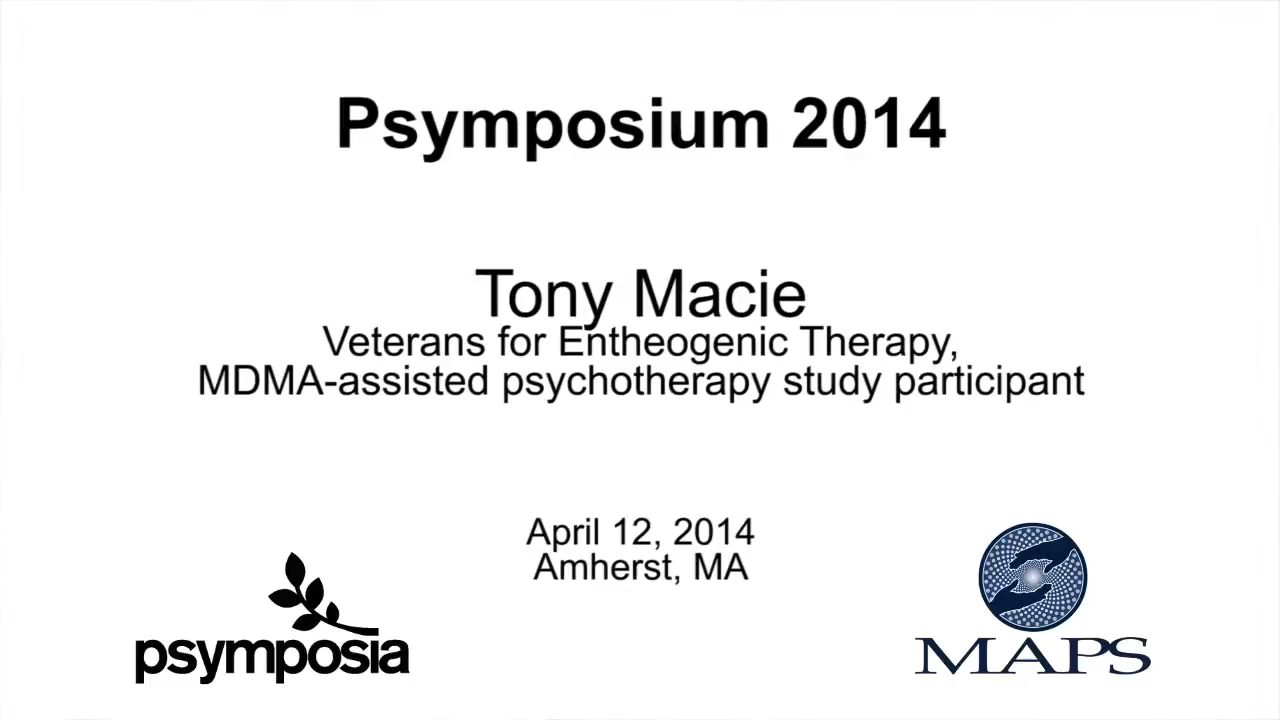 Psymposium 2014
Tony Macie
Veterans for Entheogenic Therapy,
MDMA-assisted psychotherapy study participant
April 12, 2014
Amherst, MA
psymposia
MAPS